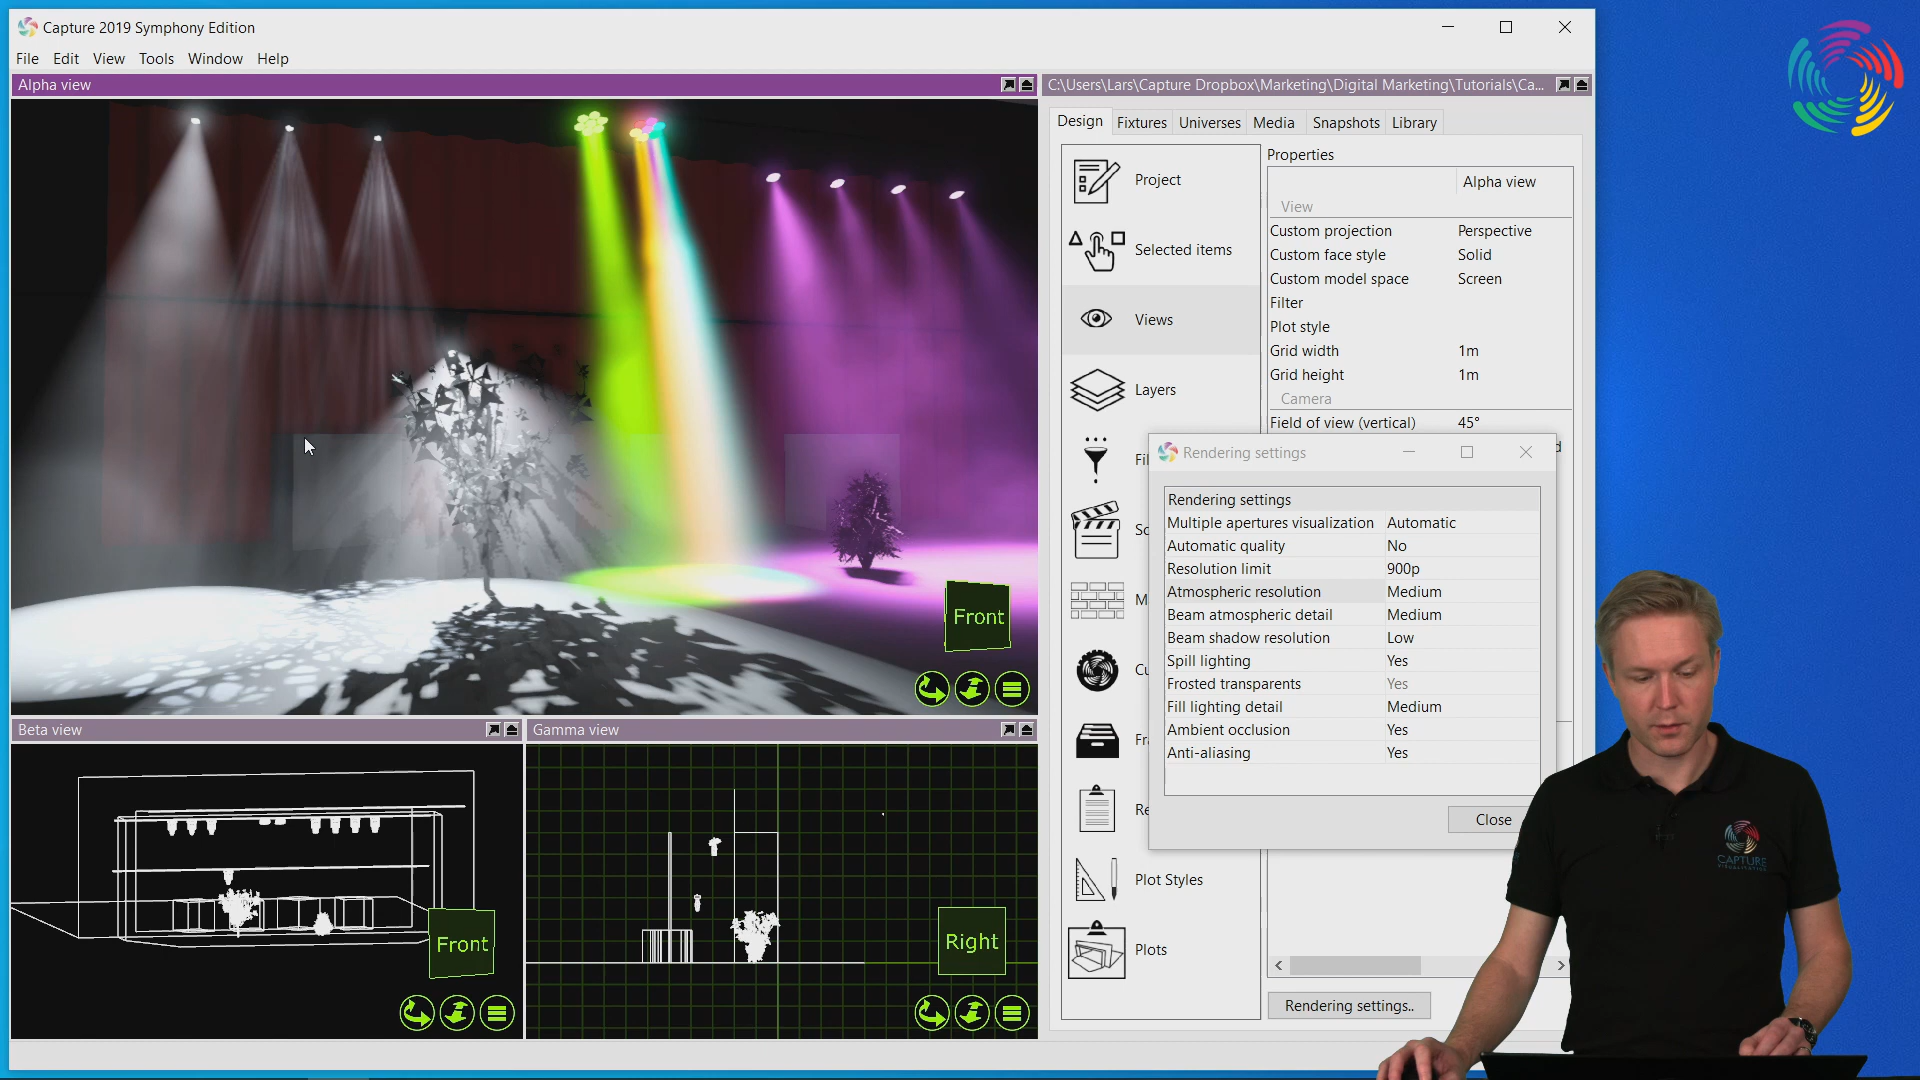 Capture 2019 Symphony Edition
File Edit View Tools Window Help
Alpha view
C:\Users\Lars\Capture Dropbox\Marketing\Digital Marketing\Tutorials\Ca...
Design Fixtures Universes Media Snapshots Library
Project
Selected items
Views
Layers
Fil
Sc
M
Cu
Fr
Re
Plot Styles
Plots
Properties
Alpha view
View
Custom projection Perspective
Custom face style Solid
Custom model space Screen
Filter
Plot style
Grid width 1m
Grid height 1m
Camera
Field of view (vertical) 45°
d
Rendering settings
Rendering settings
Multiple apertures visualization Automatic
Automatic quality No
Resolution limit 900p
Atmospheric resolution Medium
Beam atmospheric detail Medium
Beam shadow resolution Low
Spill lighting Yes
Frosted transparents Yes
Fill lighting detail Medium
Ambient occlusion Yes
Anti-aliasing Yes
Close
Rendering settings..
Front
Beta view
Front
Gamma view
Right
CAPTURE